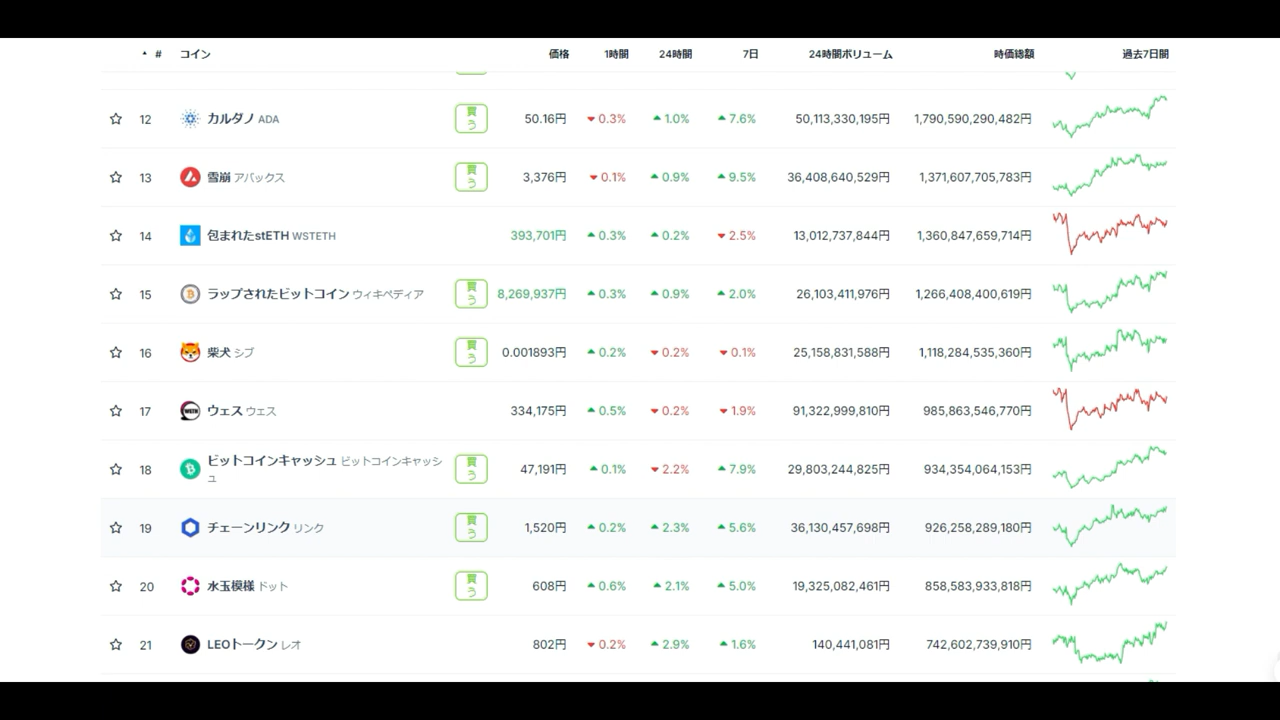 # コイン 価格 1時間 24時間 7日 24時間ボリューム 時価総額 過去7日間
12 カルダノ ADA 買う 50.16円 0.3% 1.0% 7.6% 50,113,330,195円 1,790,590,290,482円
13 雪崩 アバックス 買う 3,376円 0.1% 0.9% 9.5% 36,408,640,529円 1,371,607,705,783円
14 包まれたstETH WSTETH 393,701円 0.3% 0.2% 2.5% 13,012,737,844円 1,360,847,659,714円
15 ラップされたビットコイン ウィキペディア 買う 8,269,937円 0.3% 0.9% 2.0% 26,103,411,976円 1,266,408,400,619円
16 柴犬 シブ 買う 0.001893円 0.2% 0.2% 0.1% 25,158,831,588円 1,118,284,535,360円
WETH
17 ウェス ウェス 334,175円 0.5% 0.2% 1.9% 91,322,999,810円 985,863,546,770円
18 ビットコインキャッシュ ビットコインキャッシュ 買う 47,191円 0.1% 2.2% 7.9% 29,803,244,825円 934,354,064,153円
19 チェーンリンク リンク 買う 1,520円 0.2% 2.3% 5.6% 36,130,457,698円 926,258,289,180円
20 水玉模様 ドット 買う 608円 0.6% 2.1% 5.0% 19,325,082,461円 858,583,933,818円
21 LEOトークン レオ 802円 0.2% 2.9% 1.6% 140,441,081円 742,602,739,910円